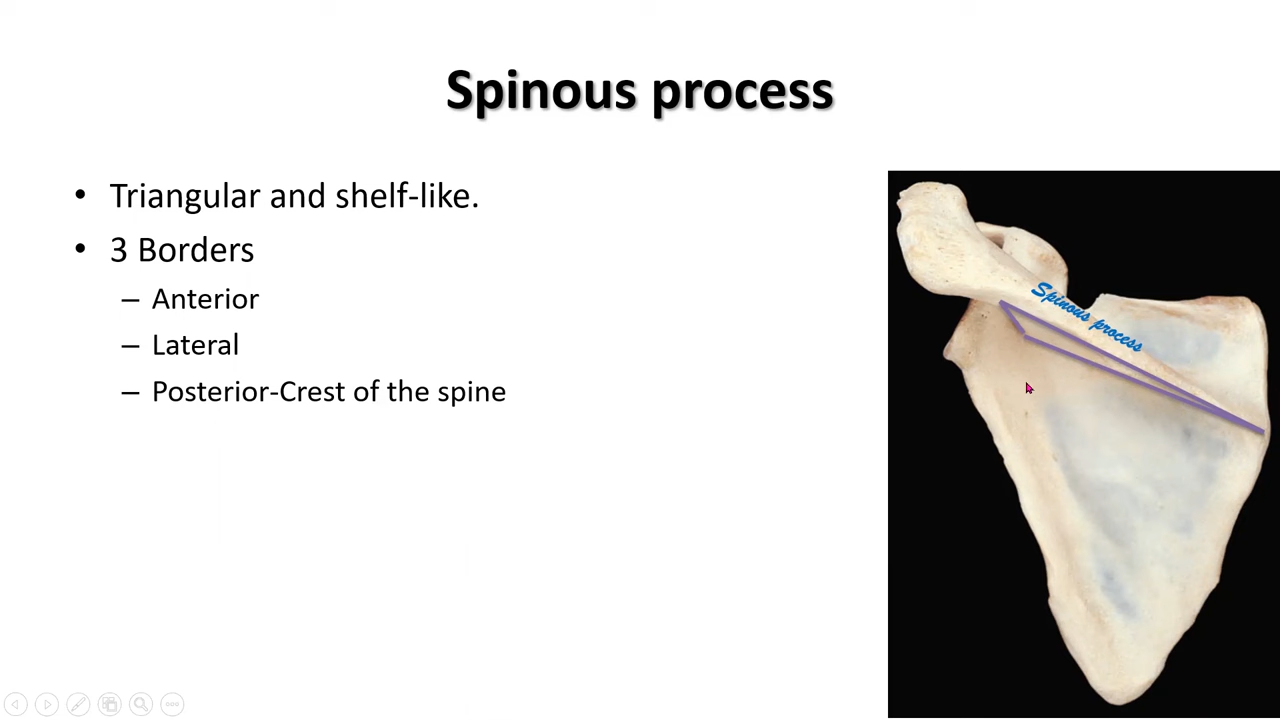 Spinous process
• Triangular and shelf-like.
• 3 Borders
– Anterior
– Lateral
– Posterior-Crest of the spine
Spinous process